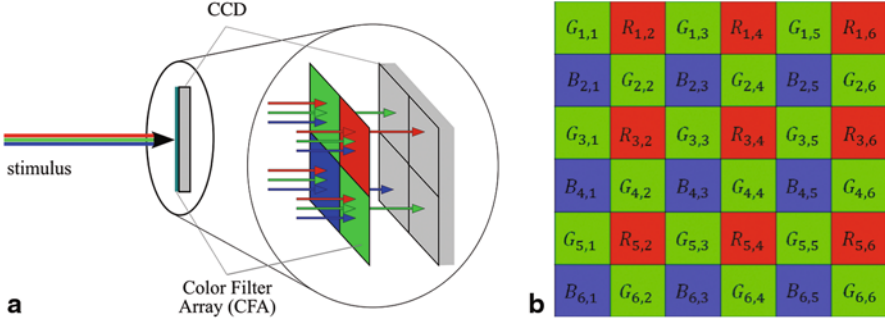 CCD
stimulus
Color Filter
Array (CFA)
a
G1,1 R1,2 G1,3 R1,4 G1,5 R1,6
B2,1 G2,2 B2,3 G2,4 B2,5 G2,6
G3,1 R3,2 G3,3 R3,4 G3,5 R3,6
B4,1 G4,2 B4,3 G4,4 B4,5 G4,6
G5,1 R5,2 G5,3 R5,4 G5,5 R5,6
B6,1 G6,2 B6,3 G6,4 B6,5 G6,6
b